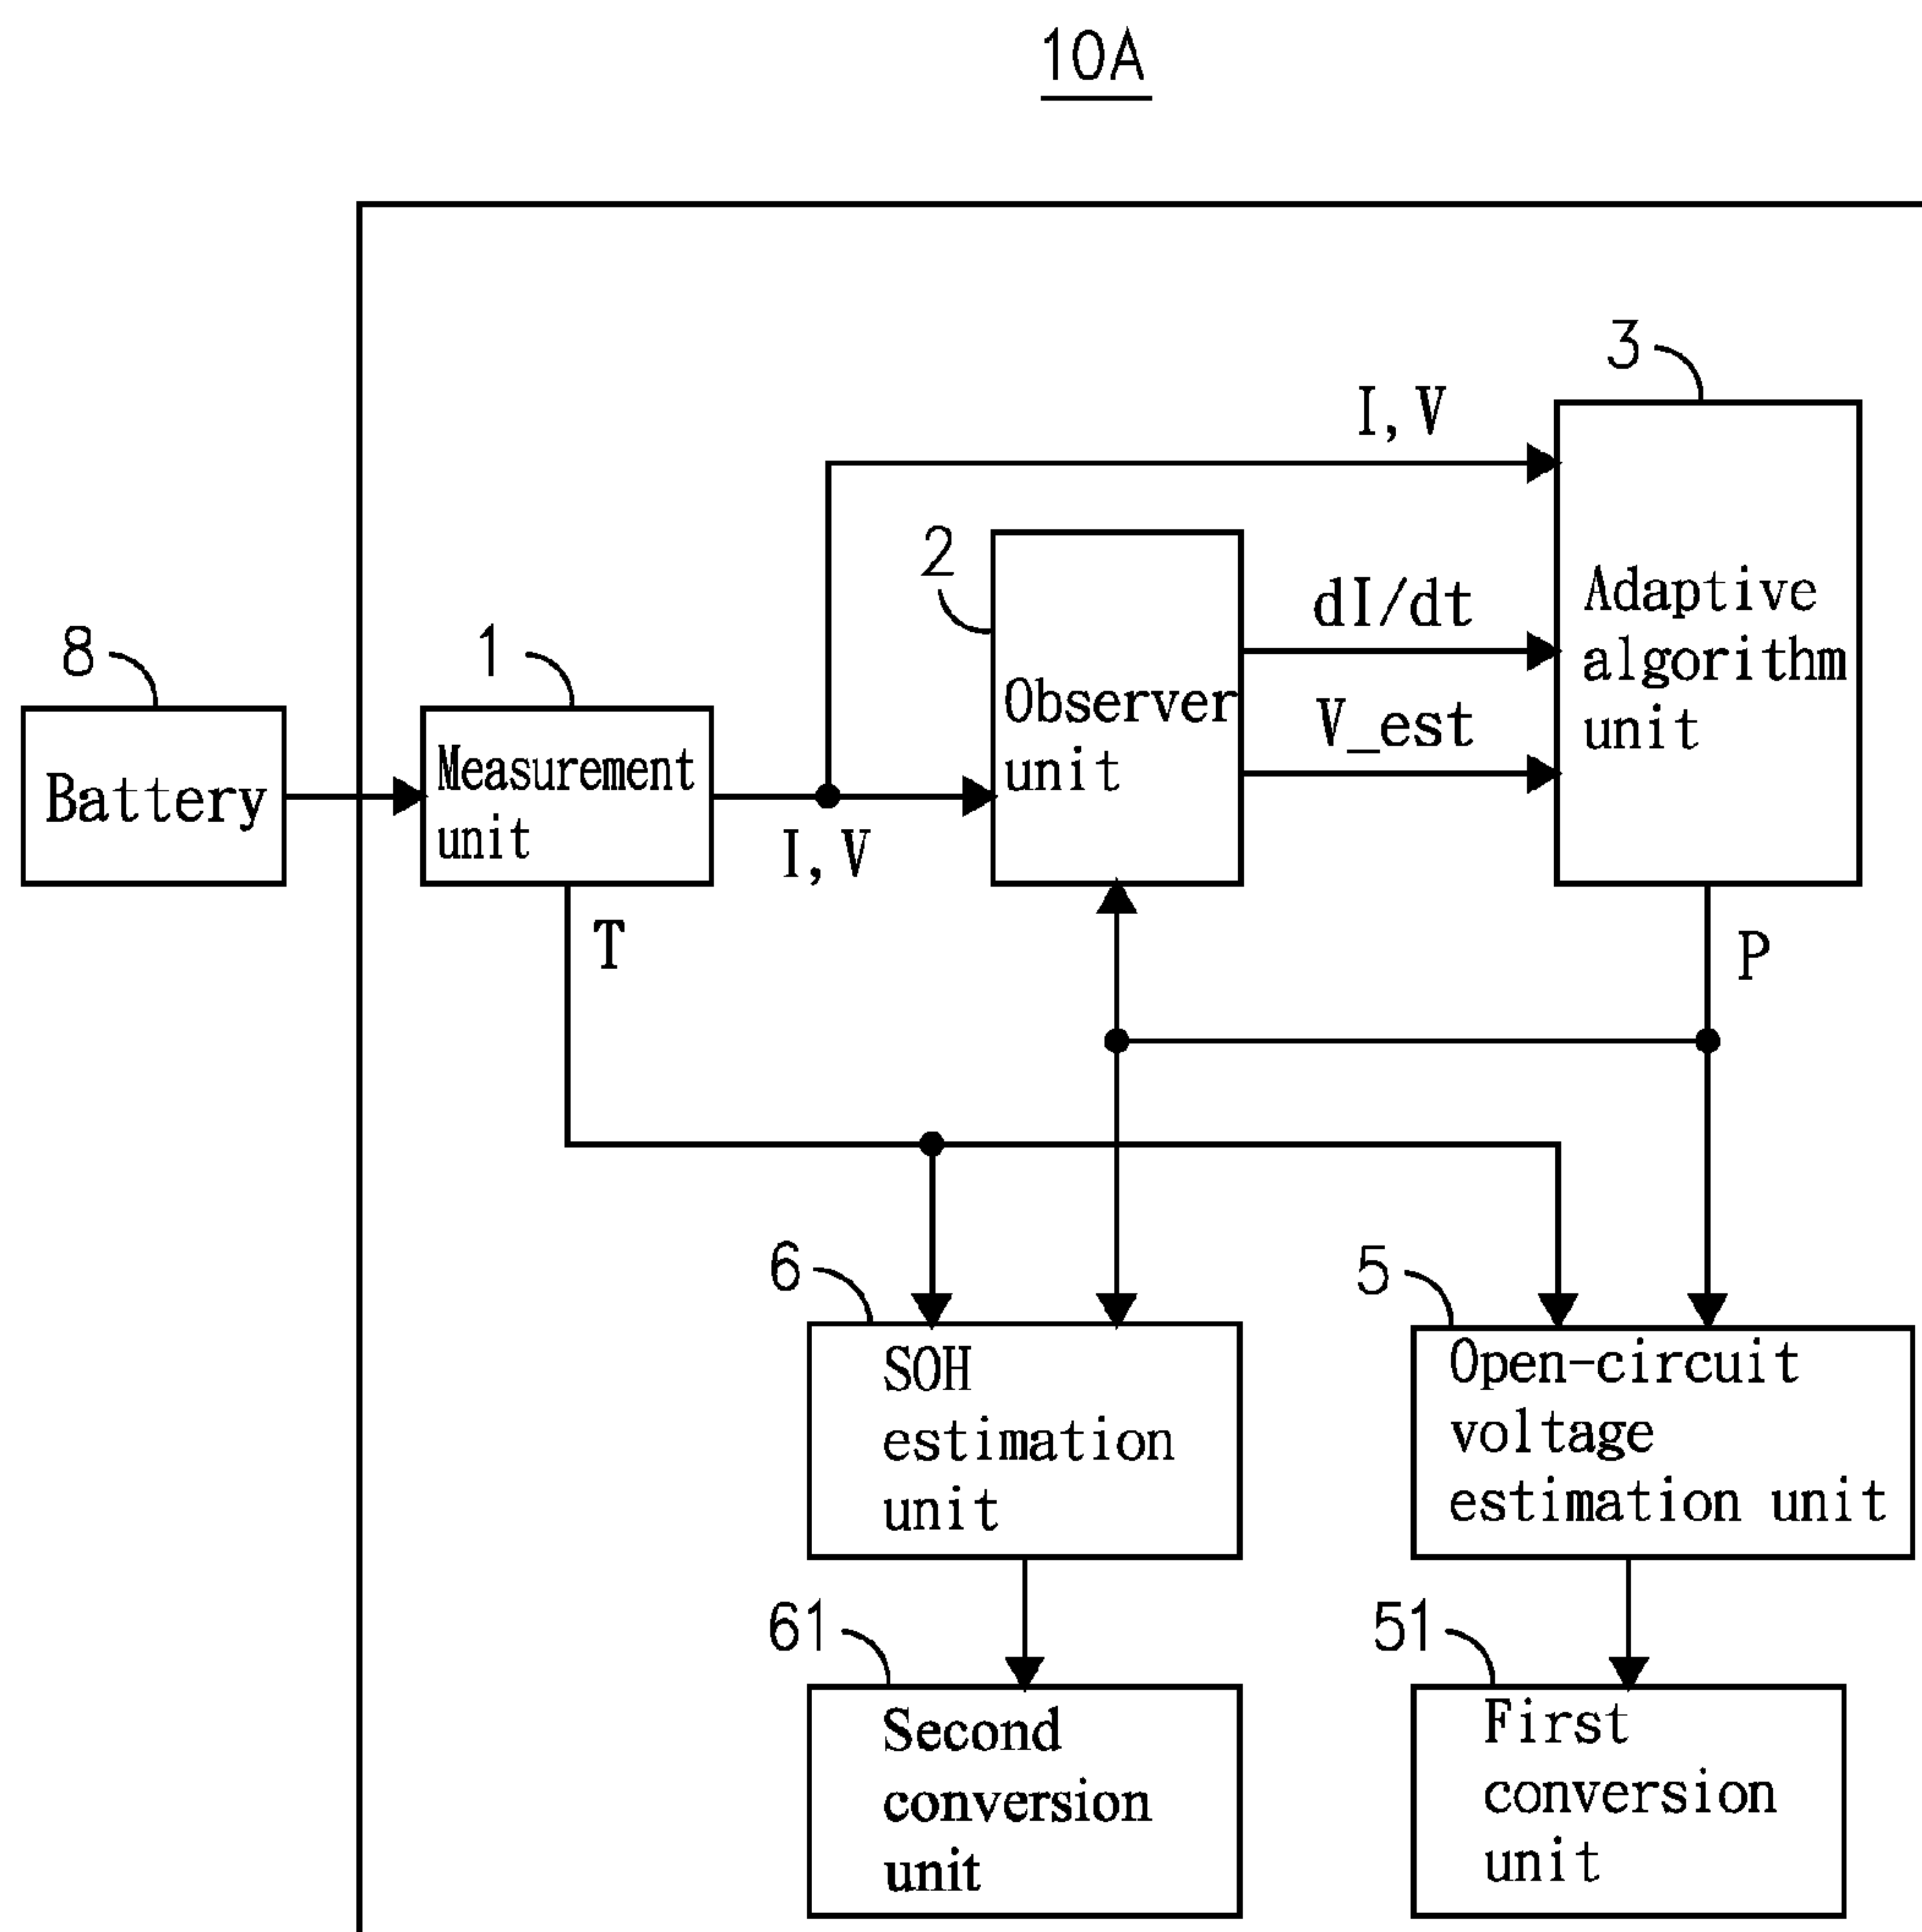 10A
3
I, V
2
dI/dt
Adaptive
algorithm
unit
8
1
Observer
unit
V_est
Battery
Measurement
unit
I, V
T
P
6
5
SOH
estimation
unit
Open-circuit
voltage
estimation unit
61
51
Second
conversion
unit
First
conversion
unit